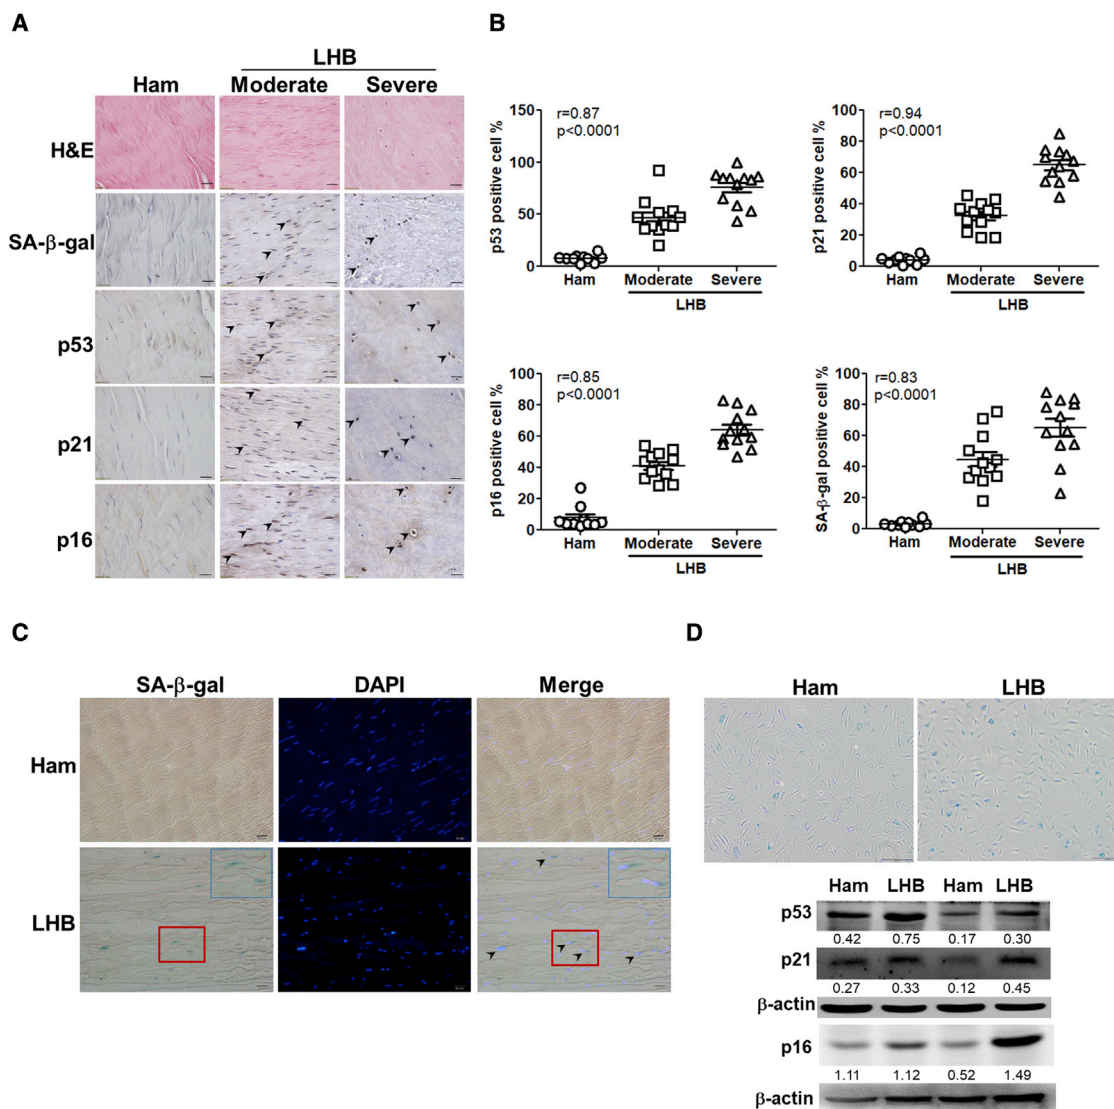 A
LHB
Ham Moderate Severe
H&E
SA-β-gal
p53
p21
p16
B
p53 positive cell %
150
100
50
0
r=0.87
p<0.0001
Ham Moderate Severe
LHB
p21 positive cell %
100
80
60
40
20
0
r=0.94
p<0.0001
Ham Moderate Severe
LHB
p16 positive cell %
100
80
60
40
20
0
r=0.85
p<0.0001
Ham Moderate Severe
LHB
SA-β-gal positive cell %
100
80
60
40
20
0
r=0.83
p<0.0001
Ham Moderate Severe
LHB
C
SA-β-gal DAPI Merge
Ham
LHB
D
Ham LHB
Ham LHB Ham LHB
p53
0.42 0.75 0.17 0.30
p21
0.27 0.33 0.12 0.45
β-actin
p16
1.11 1.12 0.52 1.49
β-actin